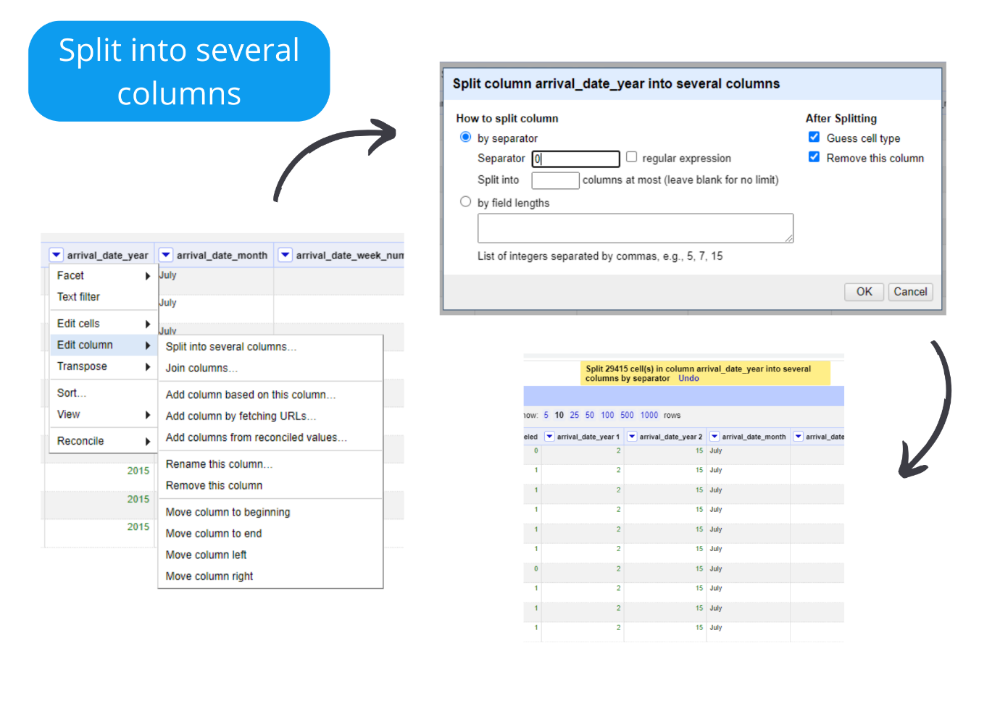 Split into several
columns
Split column arrival_date_year into several columns
How to split column
After Splitting
by separator
Guess cell type
Separator 0 regular expression
Remove this column
Split into columns at most (leave blank for no limit)
by field lengths
List of integers separated by commas, e.g., 5, 7, 15
OK Cancel
arrival_date_year arrival_date_month arrival_date_week_num
Facet
July
Text filter
July
Edit cells
July
Edit column
Transpose
Sort...
View
Reconcile
2015
2015
2015
Split into several columns...
Join columns...
Add column based on this column...
Add column by fetching URLs...
Add columns from reconciled values...
Rename this column...
Remove this column
Move column to beginning
Move column to end
Move column left
Move column right
Split 29415 cell(s) in column arrival_date_year into several
columns by separator Undo
now: 5 10 25 50 100 500 1000 rows
eled arrival_date_year 1 arrival_date_year 2 arrival_date_month arrival_date
0 2 15 July
1 2 15 July
1 2 15 July
1 2 15 July
1 2 15 July
1 2 15 July
0 2 15 July
1 2 15 July
1 2 15 July
1 2 15 July